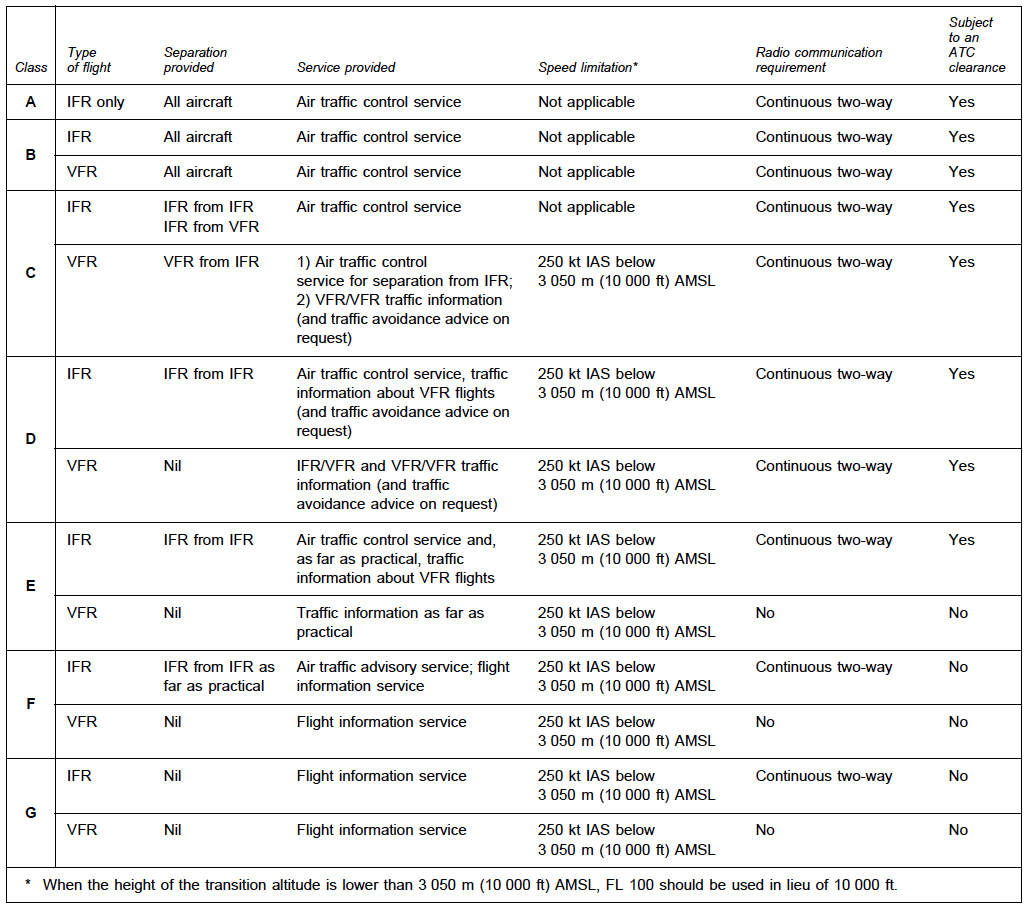 Class Type of flight Separation provided Service provided Speed limitation* Radio communication requirement Subject to an ATC clearance
A IFR only All aircraft Air traffic control service Not applicable Continuous two-way Yes
B IFR All aircraft Air traffic control service Not applicable Continuous two-way Yes
VFR All aircraft Air traffic control service Not applicable Continuous two-way Yes
C IFR IFR from IFR Air traffic control service Not applicable Continuous two-way Yes
IFR from VFR
VFR VFR from IFR 1) Air traffic control 250 kt IAS below Continuous two-way Yes
service for separation from IFR; 3 050 m (10 000 ft) AMSL
2) VFR/VFR traffic information
(and traffic avoidance advice on
request)
D IFR IFR from IFR Air traffic control service, traffic 250 kt IAS below Continuous two-way Yes
information about VFR flights 3 050 m (10 000 ft) AMSL
(and traffic avoidance advice on
request)
VFR Nil IFR/VFR and VFR/VFR traffic 250 kt IAS below Continuous two-way Yes
information (and traffic 3 050 m (10 000 ft) AMSL
avoidance advice on request)
E IFR IFR from IFR Air traffic control service and, 250 kt IAS below Continuous two-way Yes
as far as practical, traffic 3 050 m (10 000 ft) AMSL
information about VFR flights
VFR Nil Traffic information as far as 250 kt IAS below No No
practical 3 050 m (10 000 ft) AMSL
F IFR IFR from IFR as Air traffic advisory service; flight 250 kt IAS below Continuous two-way No
far as practical information service 3 050 m (10 000 ft) AMSL
VFR Nil Flight information service 250 kt IAS below No No
3 050 m (10 000 ft) AMSL
G IFR Nil Flight information service 250 kt IAS below Continuous two-way No
3 050 m (10 000 ft) AMSL
VFR Nil Flight information service 250 kt IAS below No No
3 050 m (10 000 ft) AMSL
* When the height of the transition altitude is lower than 3 050 m (10 000 ft) AMSL, FL 100 should be used in lieu of 10 000 ft.